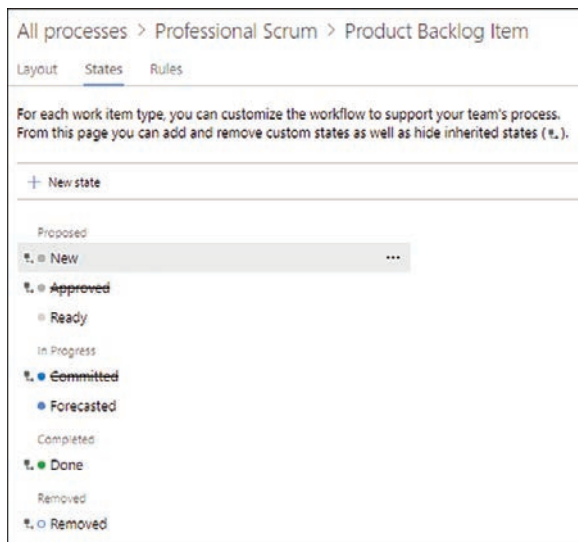 All processes > Professional Scrum > Product Backlog Item
Layout States Rules
For each work item type, you can customize the workflow to support your team's process.
From this page you can add and remove custom states as well as hide inherited states ( ).
+ New state
Proposed
New ...
Approved
Ready
In Progress
Committed
Forecasted
Completed
Done
Removed
Removed